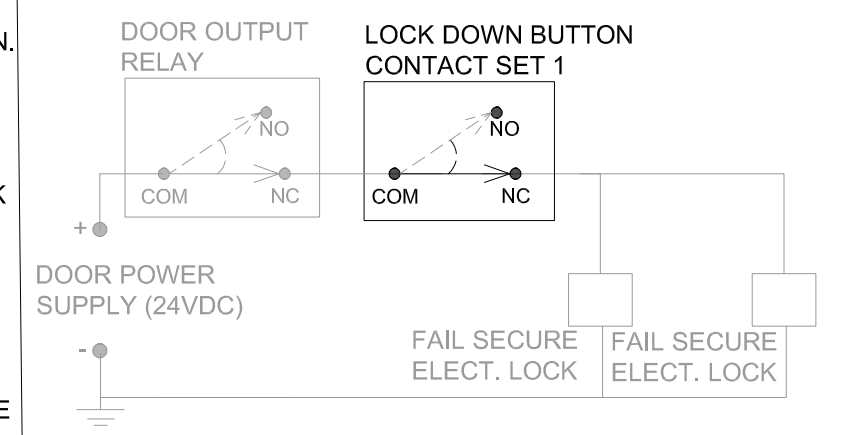 N.
DOOR OUTPUT
RELAY
LOCK DOWN BUTTON
CONTACT SET 1
NO
NO
K
COM
NC
COM
NC
+
DOOR POWER
SUPPLY (24VDC)
-
FAIL SECURE
ELECT. LOCK
FAIL SECURE
ELECT. LOCK
E